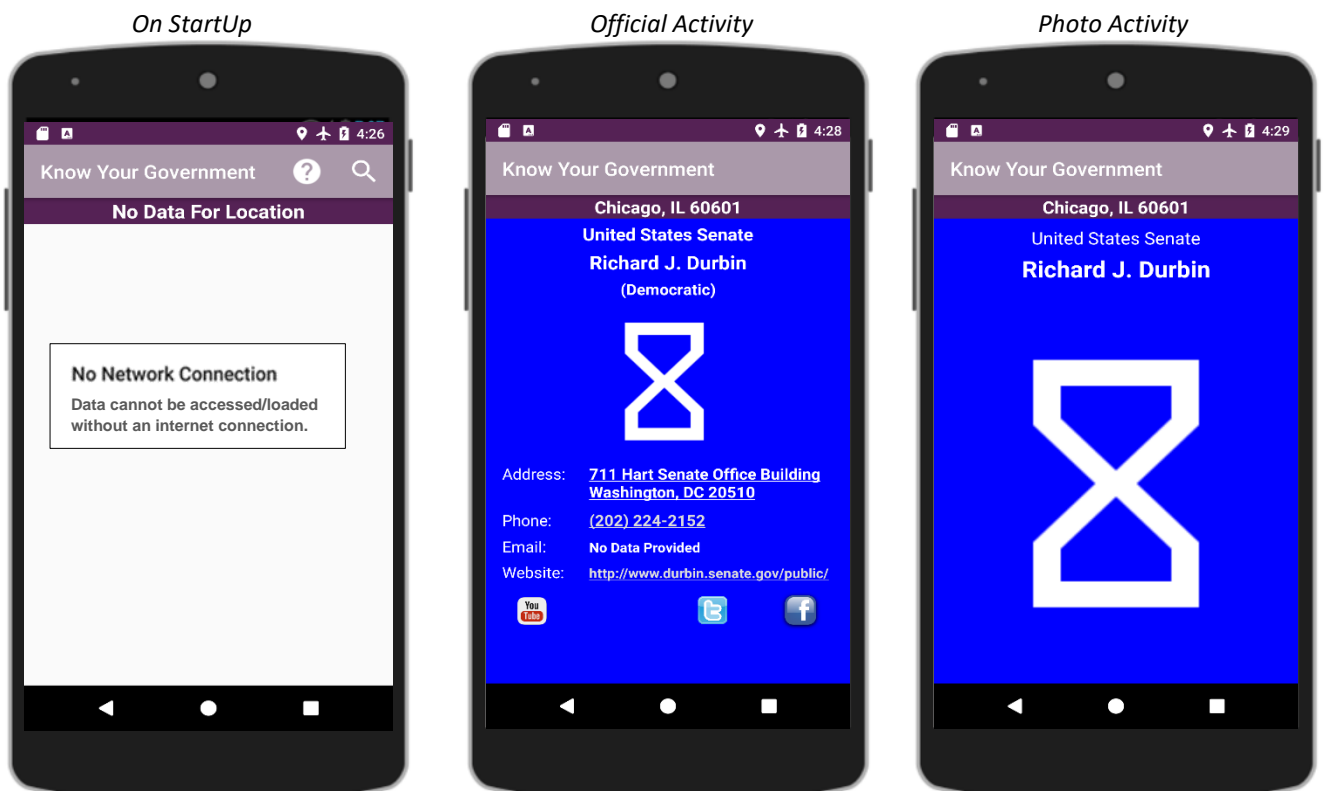 On StartUp
4:26
Know Your Government ?
No Data For Location
No Network Connection
Data cannot be accessed/loaded
without an internet connection.
Official Activity
A
4:28
Know Your Government
Chicago, IL 60601
United States Senate
Richard J. Durbin
(Democratic)
Address: 711 Hart Senate Office Building
Washington, DC 20510
Phone: (202) 224-2152
Email: No Data Provided
Website: http://www.durbin.senate.gov/public/
You
Tube
t
f
Photo Activity
A
4:29
Know Your Government
Chicago, IL 60601
United States Senate
Richard J. Durbin